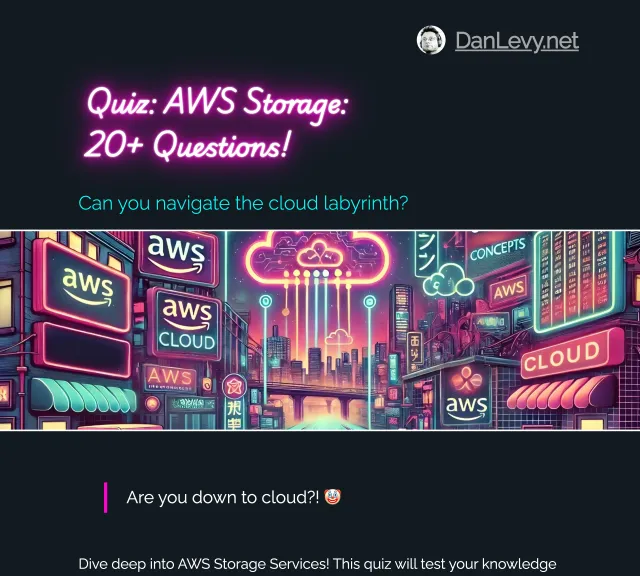 DanLevy.net
Quiz: AWS Storage:
20+ Questions!
Can you navigate the cloud labyrinth?
aws
aws
aws
CLOUD
AWS
CONCEPTS
AWS
CLOUD
aws
Are you down to cloud?! 🤡
Dive deep into AWS Storage Services! This quiz will test your knowledge